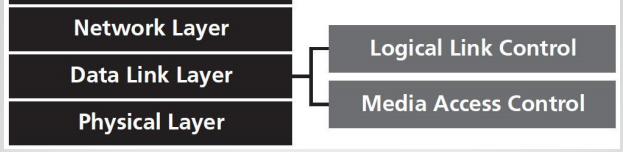 Network Layer
Data Link Layer
Physical Layer
Logical Link Control
Media Access Control